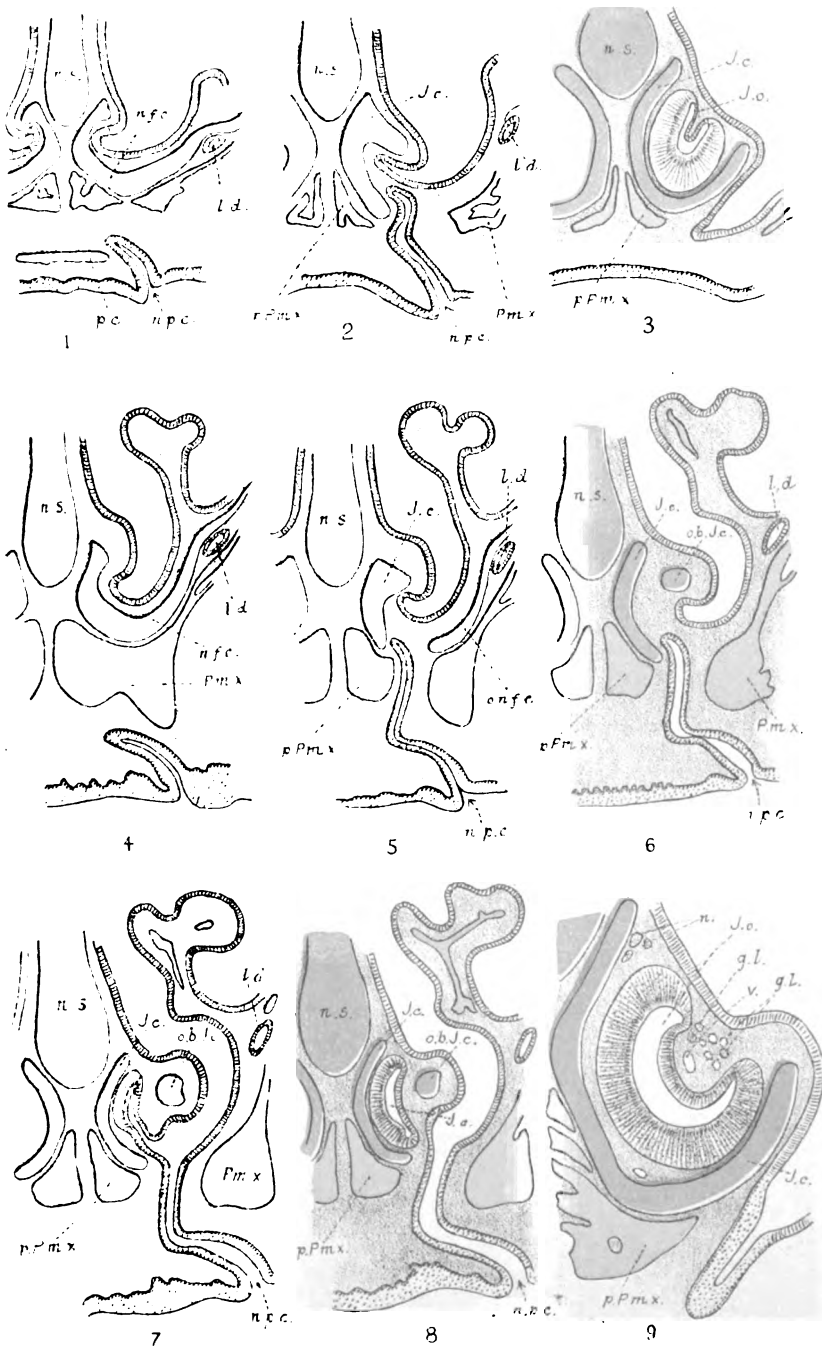 n.s.
n f c
l.d.
p.c.
n p c.
1
n.s.
J.c.
l.d.
p.Pm x
Pm x
n.p.c.
2
n.s.
J.c.
J.o.
p.Pm x
3
n.s.
l.d
n f c.
Pm x
4
n s
J.c.
l.d
o n f c.
p.Pm x
n p.c
5
n.s.
J.c.
o.b.J.c.
l.d
p.Pm x.
Pm x.
n.p.c
6
n.s
J.c.
o.b.J.c.
l.d
Pm x
p.Pm x
n.p.c.
7
n.s.
J.c.
o.b.J.c.
J.o.
p.Pm x.
n.p.c.
8
n.
J.o.
g.l.
v.
g.l.
J.c.
p.Pm x.
9